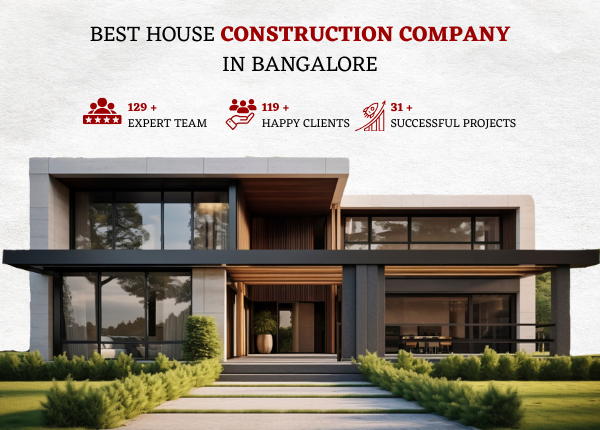 BEST HOUSE CONSTRUCTION COMPANY
IN BANGALORE
129 +
EXPERT TEAM
119 +
HAPPY CLIENTS
31 +
SUCCESSFUL PROJECTS